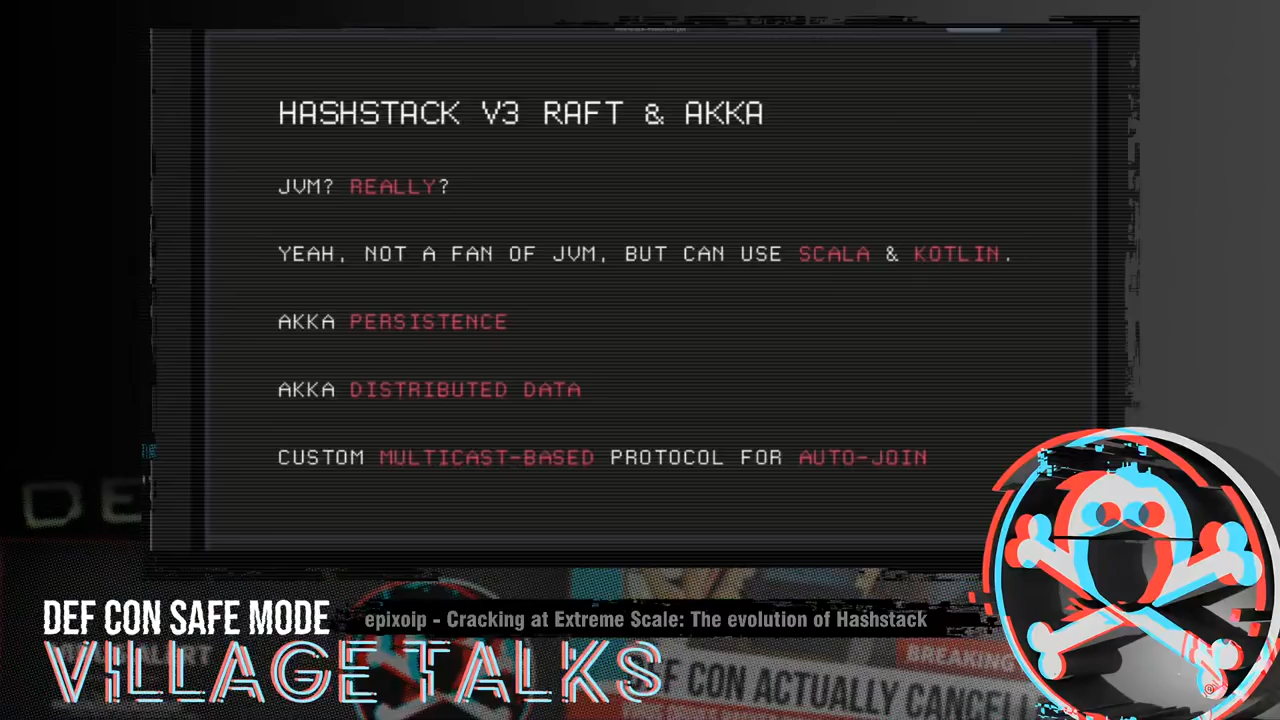 HASHSTACK V3 RAFT & AKKA
JVM? REALLY?
YEAH, NOT A FAN OF JVM, BUT CAN USE SCALA & KOTLIN.
AKKA PERSISTENCE
AKKA DISTRIBUTED DATA
CUSTOM MULTICAST-BASED PROTOCOL FOR AUTO-JOIN
DE
DEF CON SAFE MODE
epixoip - Cracking at Extreme Scale: The evolution of Hashstack
VILLAGE TALKS
BREAKING
DEF CON ACTUALLY CANCELL